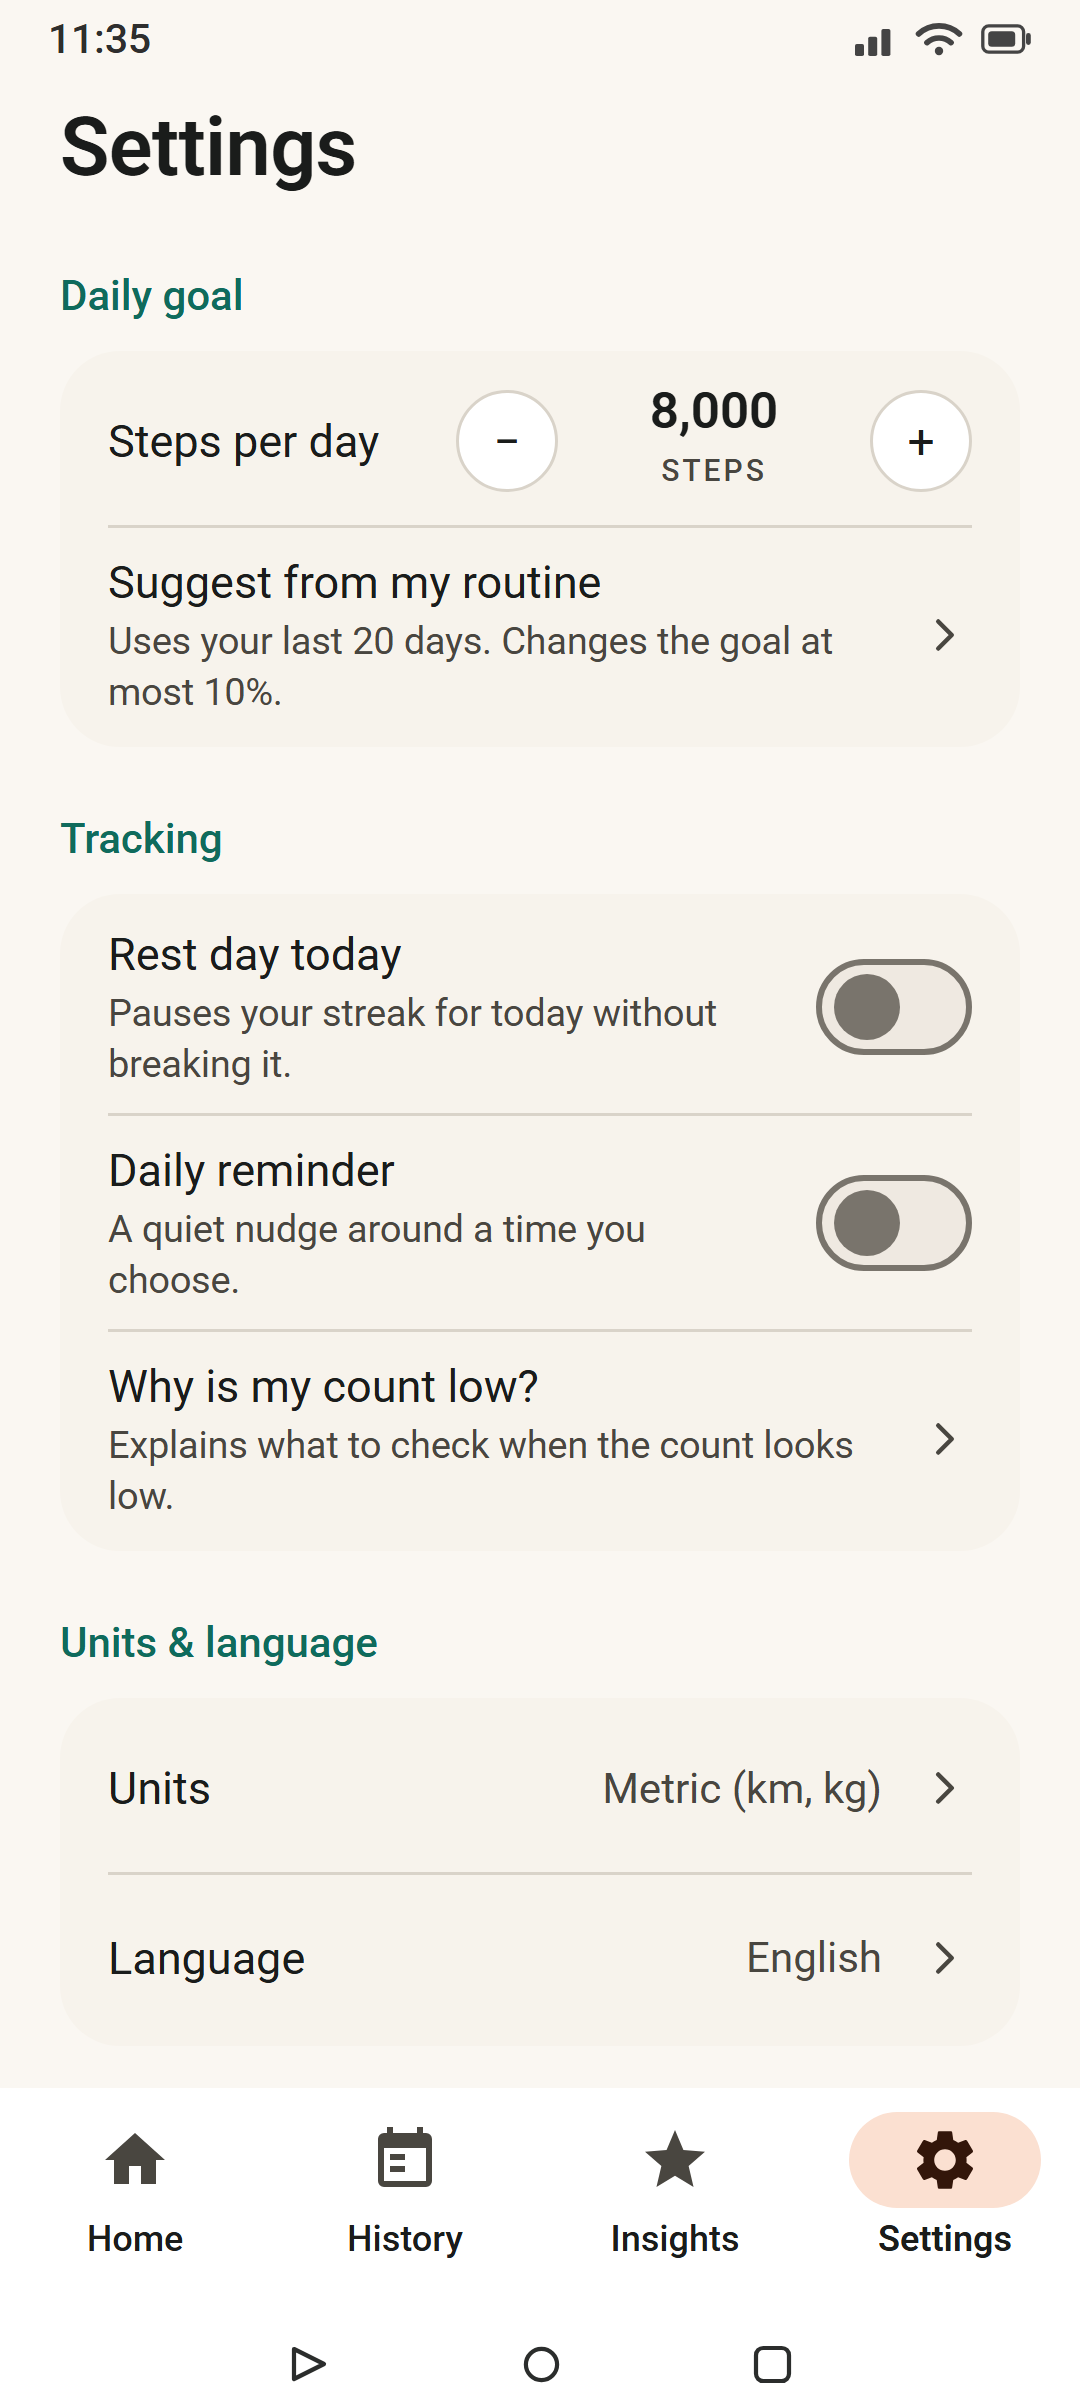 11:35
Settings
Daily goal
Steps per day
−
8,000
STEPS
+
Suggest from my routine
Uses your last 20 days. Changes the goal at
most 10%.
Tracking
Rest day today
Pauses your streak for today without
breaking it.
Daily reminder
A quiet nudge around a time you
choose.
Why is my count low?
Explains what to check when the count looks
low.
Units & language
Units
Metric (km, kg)
Language
English
Home
History
Insights
Settings